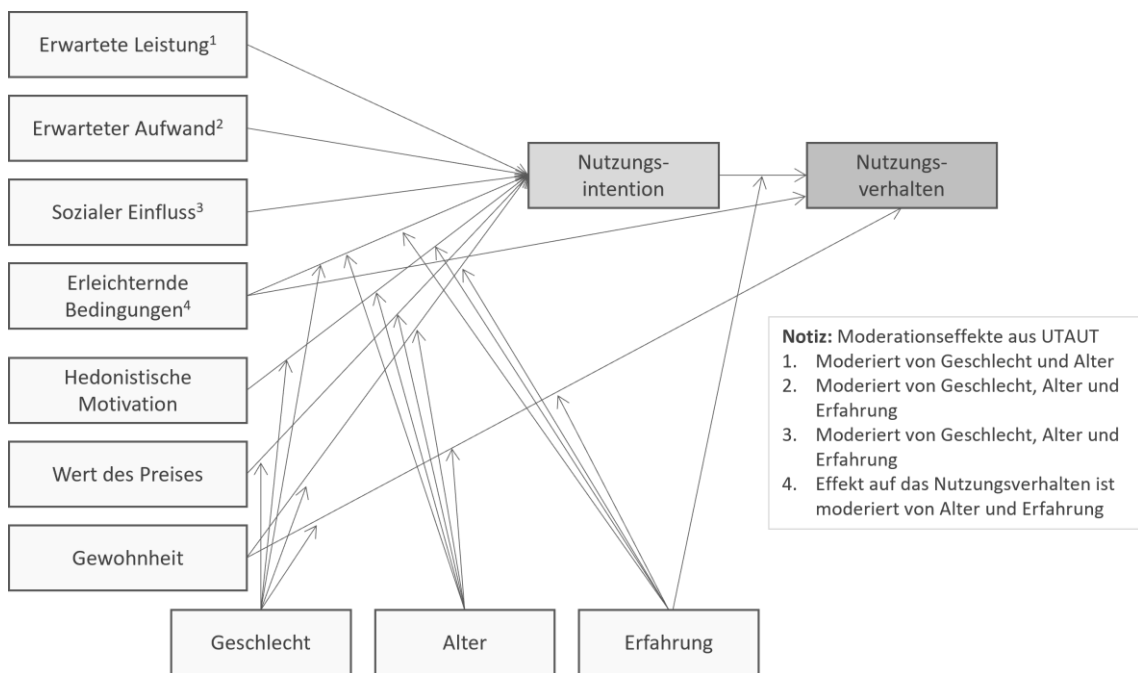 Erwartete Leistung¹
Erwarteter Aufwand²
Sozialer Einfluss³
Erleichternde
Bedingungen⁴
Hedonistische
Motivation
Wert des Preises
Gewohnheit
Nutzungs-
intention
Nutzungs-
verhalten
Notiz: Moderationseffekte aus UTAUT
1. Moderiert von Geschlecht und Alter
2. Moderiert von Geschlecht, Alter und
Erfahrung
3. Moderiert von Geschlecht, Alter und
Erfahrung
4. Effekt auf das Nutzungsverhalten ist
moderiert von Alter und Erfahrung
Geschlecht
Alter
Erfahrung